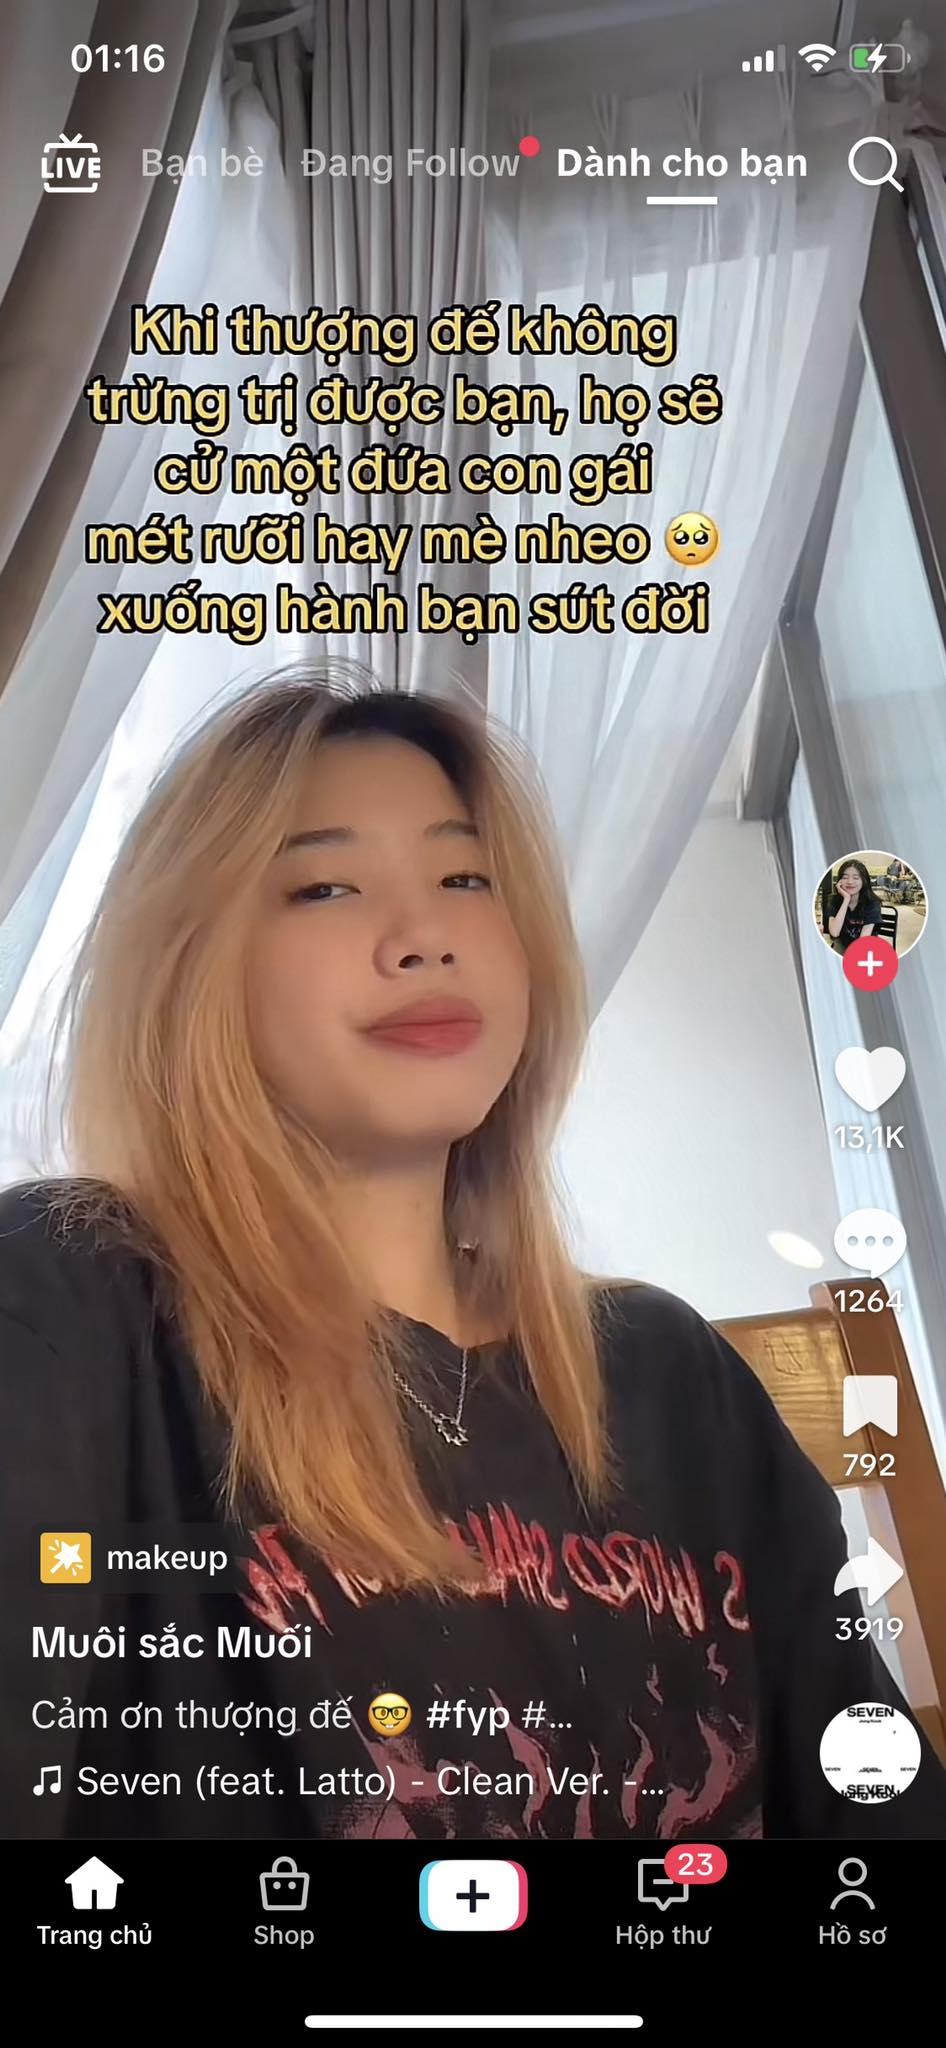 01:16
LIVE
Bạn bè
Đang Follow
Dành cho bạn
Khi thượng đế không
trừng trị được bạn, họ sẽ
cử một đứa con gái
mét rưỡi hay mè nheo 🥺
xuống hành bạn sút đời
13,1K
1264
792
3919
makeup
Muôi sắc Muối
Cảm ơn thượng đế 🤓 #fyp #...
Seven (feat. Latto) - Clean Ver. -...
SEVEN
SEVEN
Trang chủ
Shop
23
Hộp thư
Hồ sơ